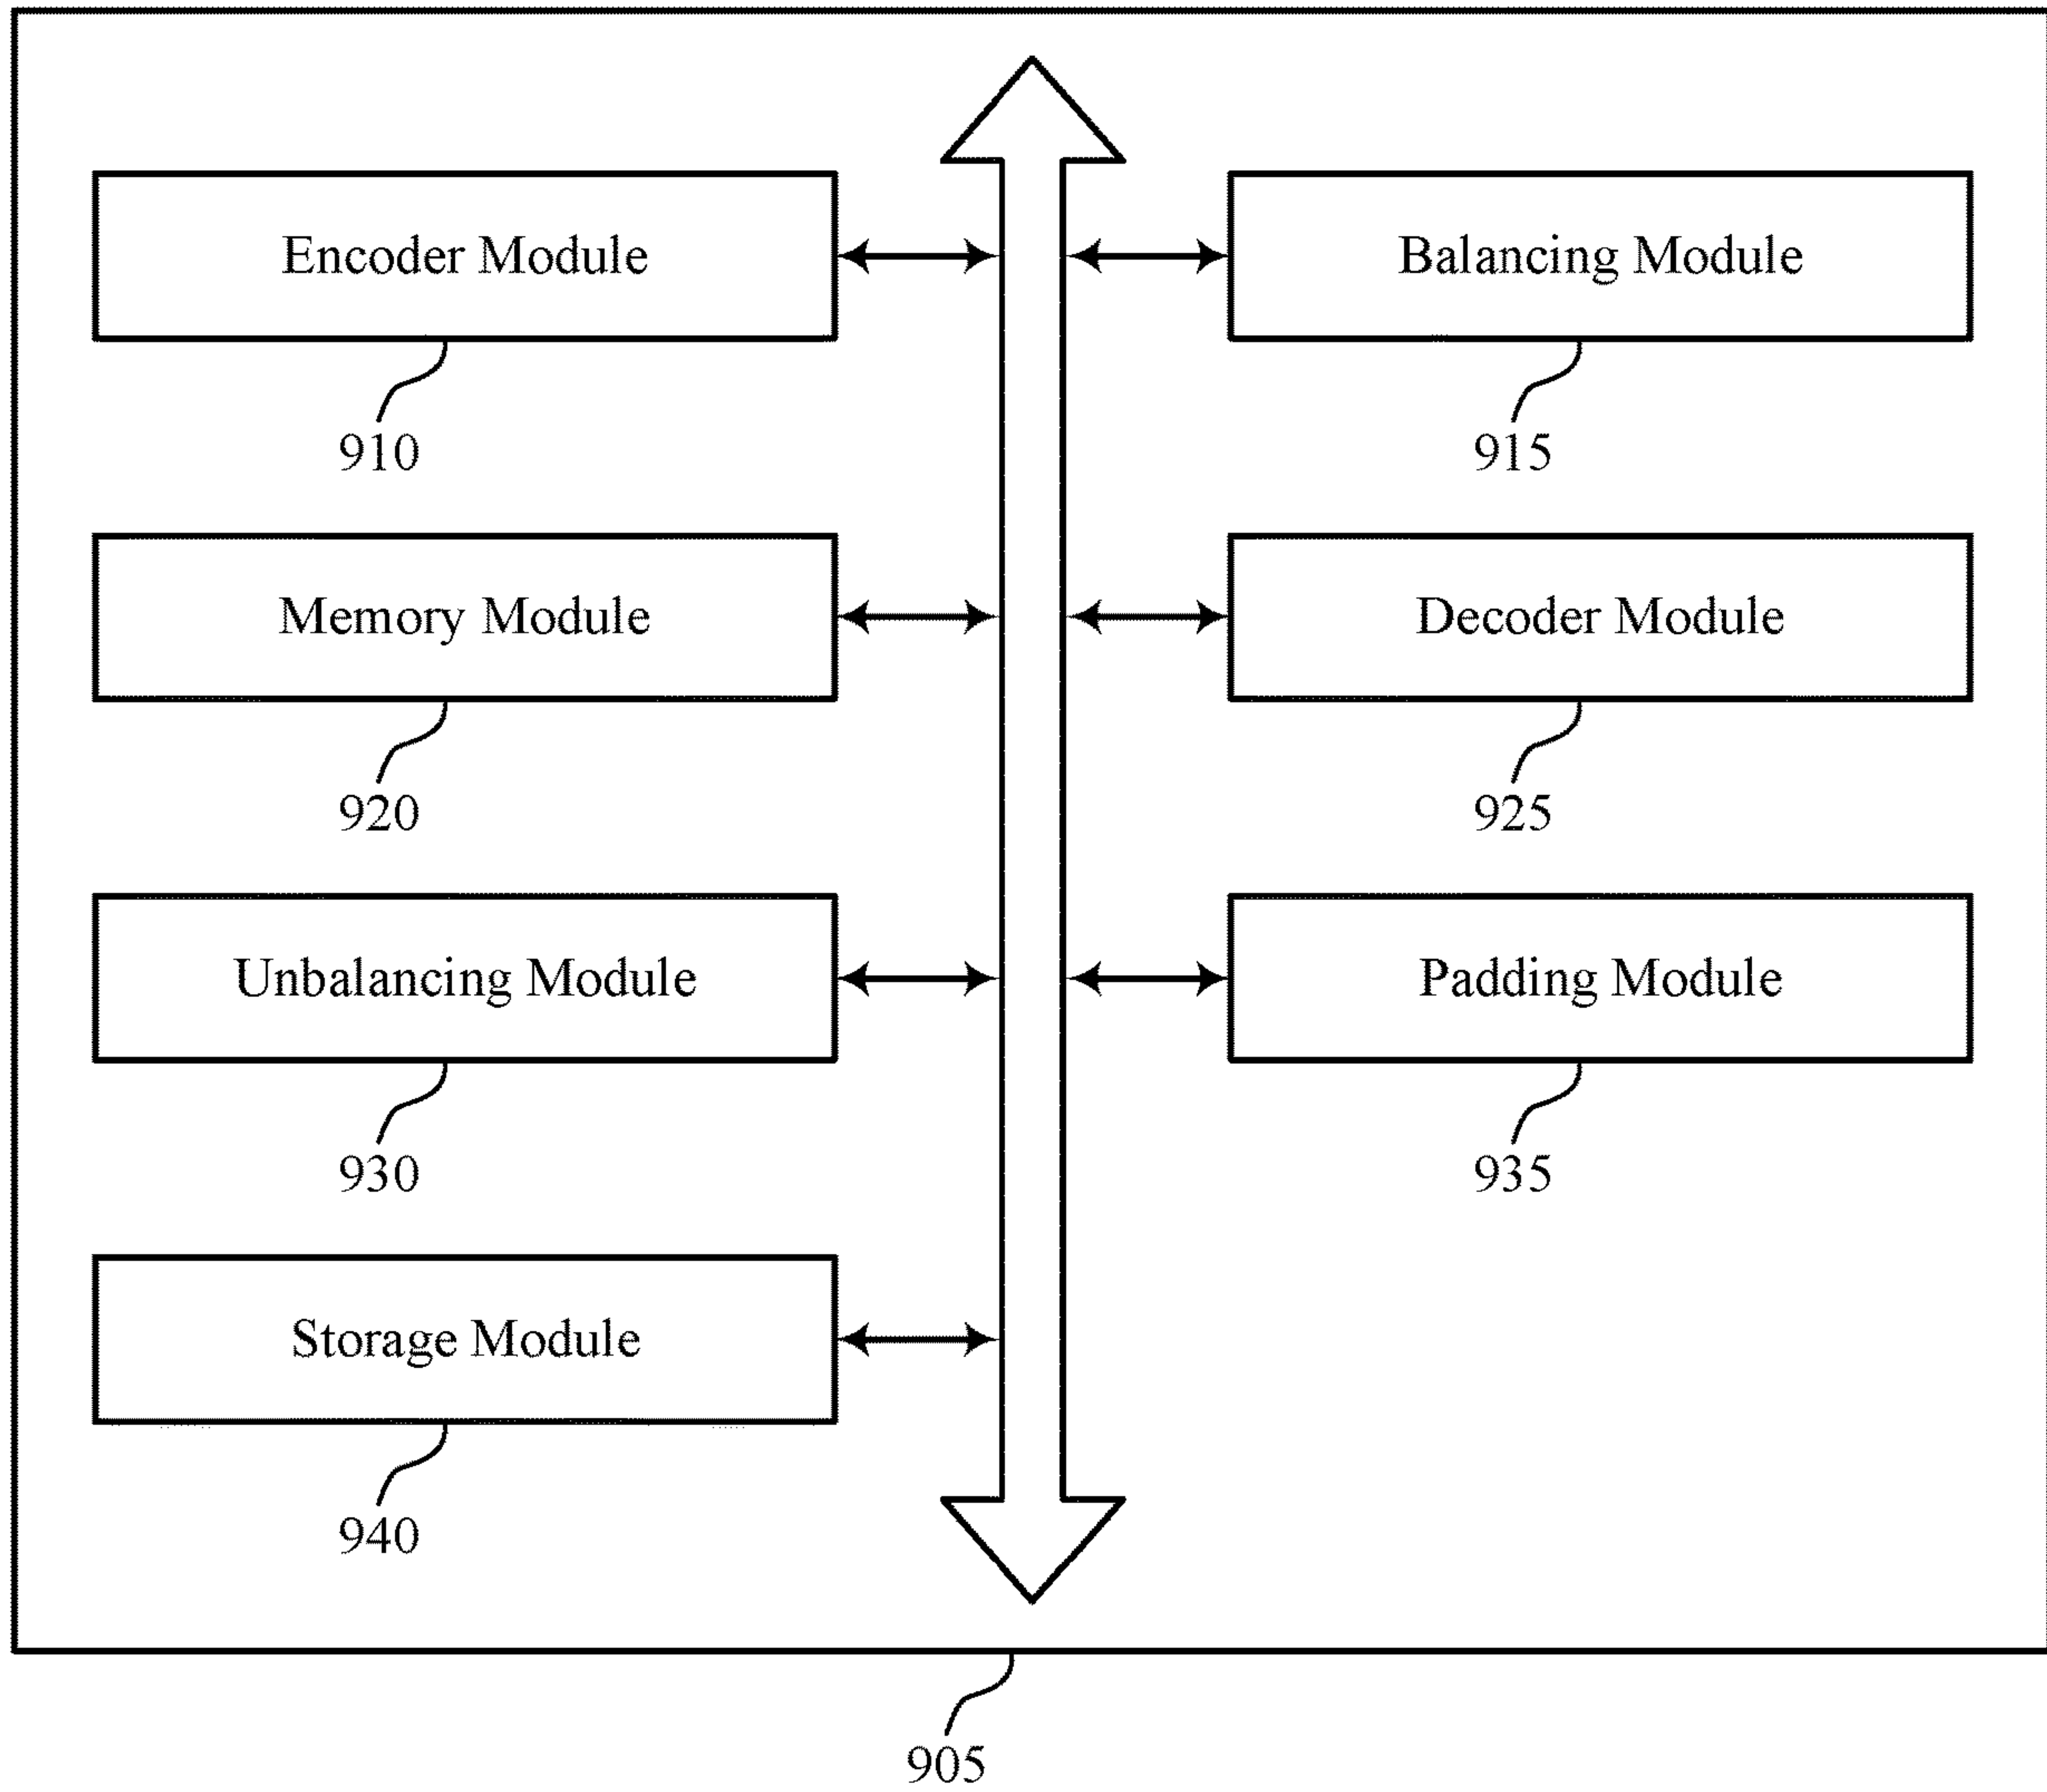 Encoder Module
Balancing Module
910
915
Memory Module
Decoder Module
920
925
Unbalancing Module
Padding Module
930
935
Storage Module
940
905